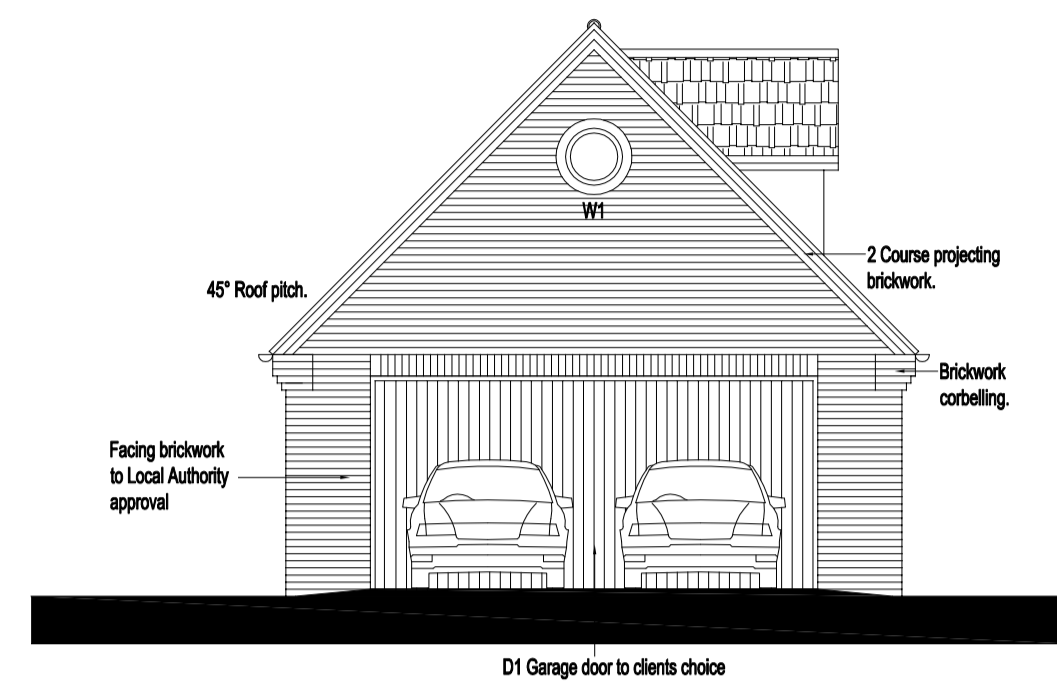 W1
2 Course projecting
brickwork.
45° Roof pitch.
Brickwork
corbelling.
Facing brickwork
to Local Authority
approval
D1 Garage door to clients choice